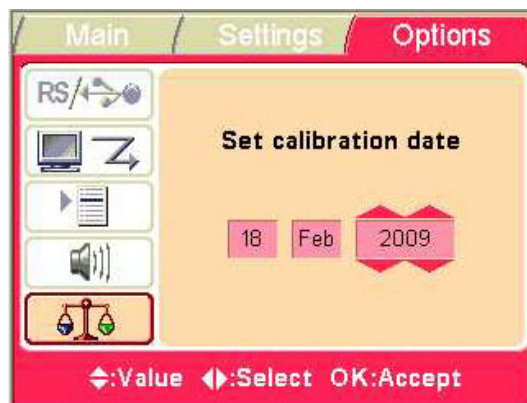 Main Settings Options
RS/
Set calibration date
18 Feb 2009
:Value :Select OK:Accept